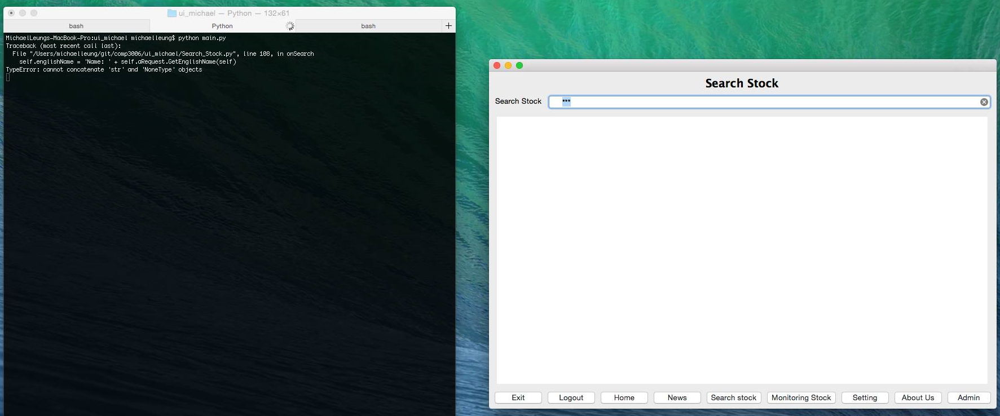 ui_michael — Python — 132×61
bash Python bash +
MichaelLeungs-MacBook-Pro:ui_michael michaelleung$ python main.py
Traceback (most recent call last):
  File "/Users/michaelleung/git/comp3006/ui_michael/Search_Stock.py", line 108, in onSearch
    self.englishName = 'Name: ' + self.aRequest.GetEnglishName(self)
TypeError: cannot concatenate 'str' and 'NoneType' objects
Search Stock
Search Stock ***
Exit Logout Home News Search stock Monitoring Stock Setting About Us Admin